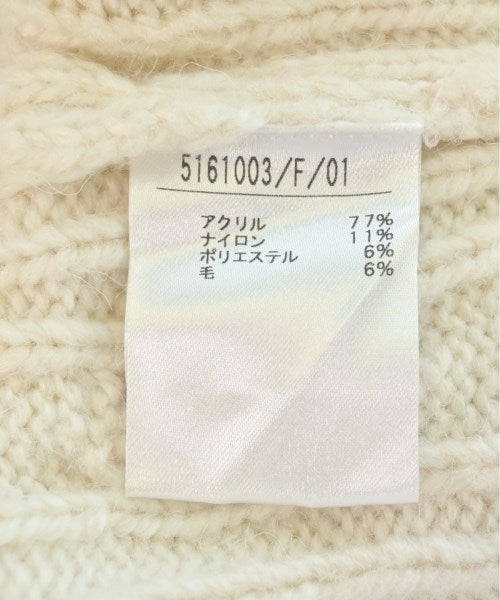 5161003/F/01
アクリル 77%
ナイロン 11%
ポリエステル 6%
毛 6%